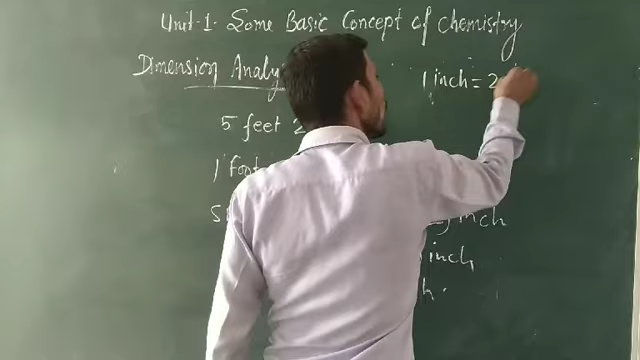 Unit-1. Some Basic Concept of chemistry
Dimension Analy
1 inch = 2
5 feet 2
1 foot
5
inch
inch
h.